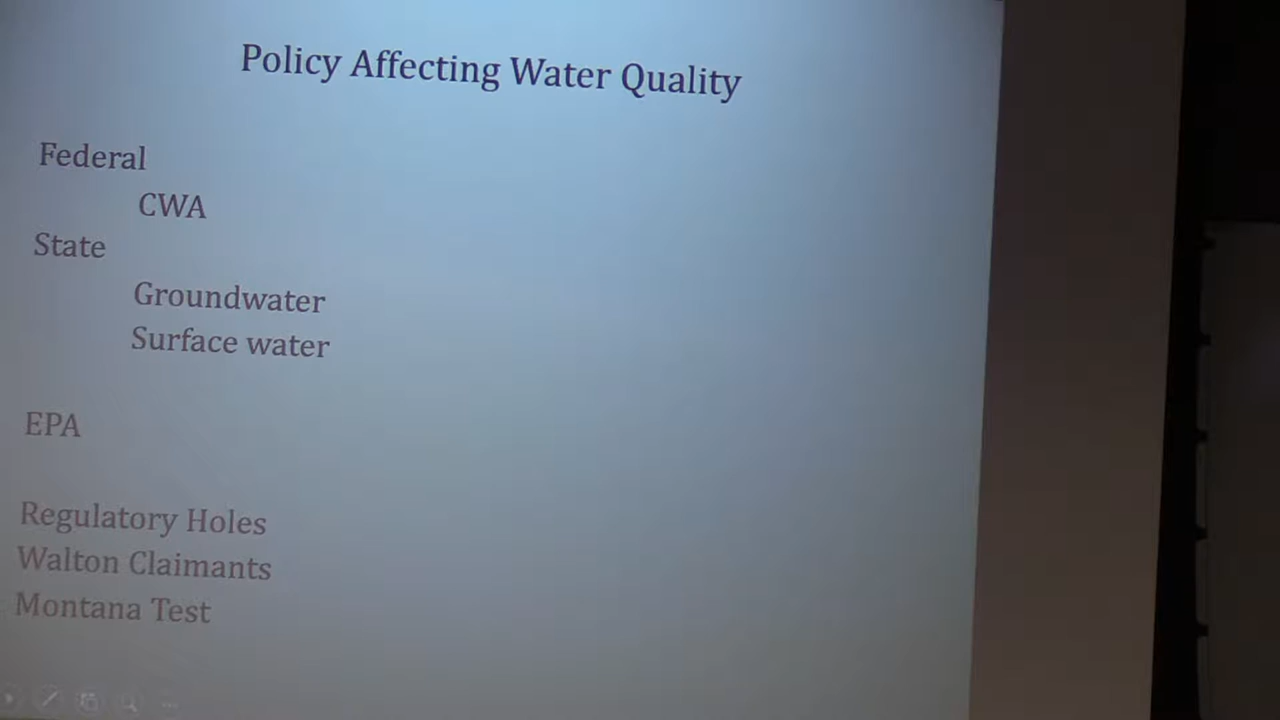 Policy Affecting Water Quality
Federal
CWA
State
Groundwater
Surface water
EPA
Regulatory Holes
Walton Claimants
Montana Test